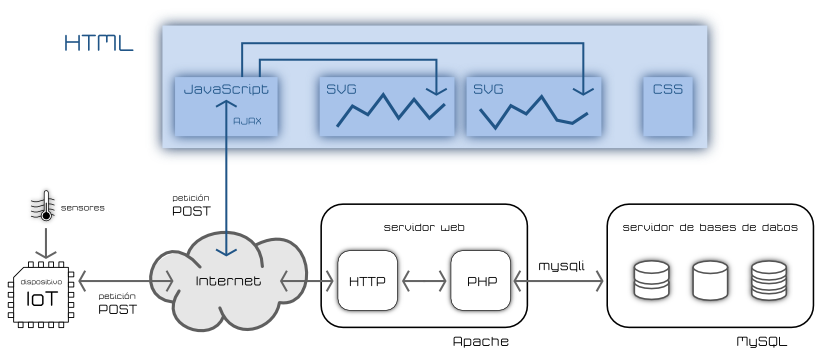 HTML
JavaScript
AJAX
SVG
SVG
CSS
petición
POST
sensores
dispositivo
IoT
petición
POST
Internet
servidor web
HTTP
PHP
Apache
mysqli
servidor de bases de datos
MySQL